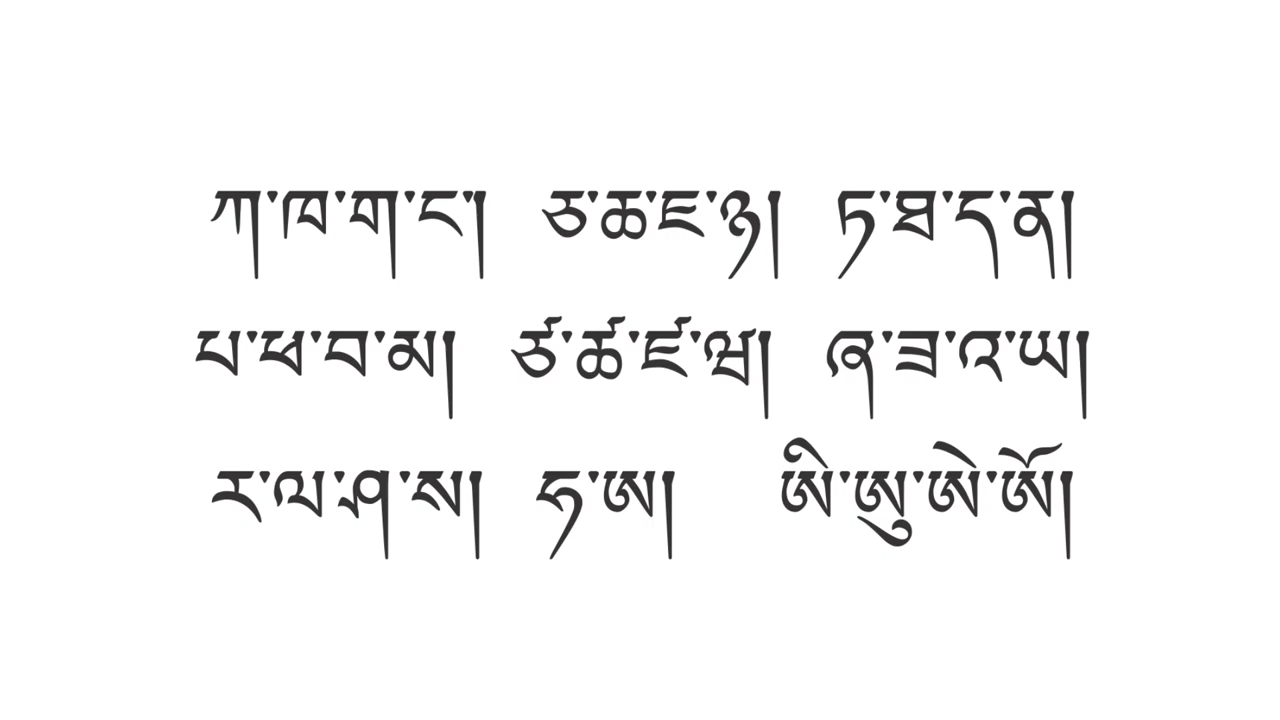 ཀ་ཁ་ག་ང་། ཅ་ཆ་ཇ་ཉ། ཏ་ཐ་ད་ན།
པ་ཕ་བ་མ། ཙ་ཚ་ཛ་ཝ། ཞ་ཟ་འ་ཡ།
ར་ལ་ཤ་ས། ཧ་ཨ། ཨི་ཨུ་ཨེ་ཨོ།